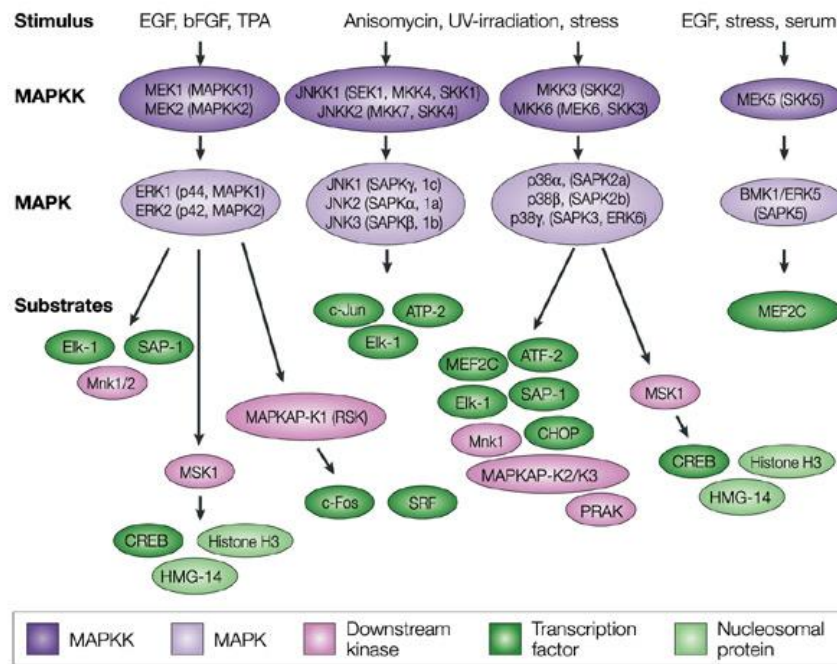 Stimulus
EGF, bFGF, TPA
Anisomycin, UV-irradiation, stress
EGF, stress, serum
MAPKK
MEK1 (MAPKK1)
MEK2 (MAPKK2)
JNKK1 (SEK1, MKK4, SKK1)
JNKK2 (MKK7, SKK4)
MKK3 (SKK2)
MKK6 (MEK6, SKK3)
MEK5 (SKK5)
MAPK
ERK1 (p44, MAPK1)
ERK2 (p42, MAPK2)
JNK1 (SAPKγ, 1c)
JNK2 (SAPKα, 1a)
JNK3 (SAPKβ, 1b)
p38α, (SAPK2a)
p38β, (SAPK2b)
p38γ, (SAPK3, ERK6)
BMK1/ERK5
(SAPK5)
Substrates
Elk-1
SAP-1
Mnk1/2
MAPKAP-K1 (RSK)
c-Fos
SRF
MSK1
CREB
Histone H3
HMG-14
c-Jun
ATP-2
Elk-1
MEF2C
ATF-2
Elk-1
SAP-1
Mnk1
CHOP
MAPKAP-K2/K3
PRAK
MSK1
CREB
Histone H3
HMG-14
MEF2C
MAPKK
MAPK
Downstream
kinase
Transcription
factor
Nucleosomal
protein